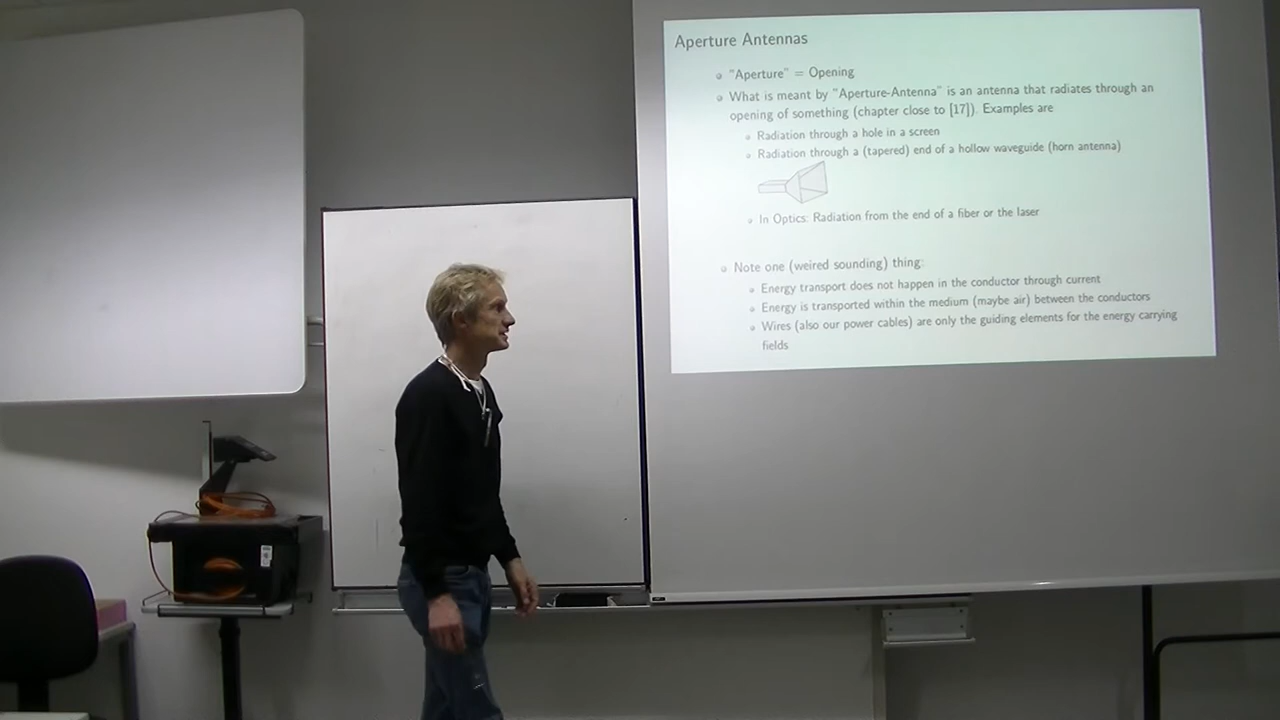 Aperture Antennas
"Aperture" = Opening
What is meant by "Aperture-Antenna" is an antenna that radiates through an
opening of something (chapter close to [17]). Examples are
Radiation through a hole in a screen
Radiation through a (tapered) end of a hollow waveguide (horn antenna)
In Optics: Radiation from the end of a fiber or the laser
Note one (weired sounding) thing:
Energy transport does not happen in the conductor through current
Energy is transported within the medium (maybe air) between the conductors
Wires (also our power cables) are only the guiding elements for the energy carrying
fields